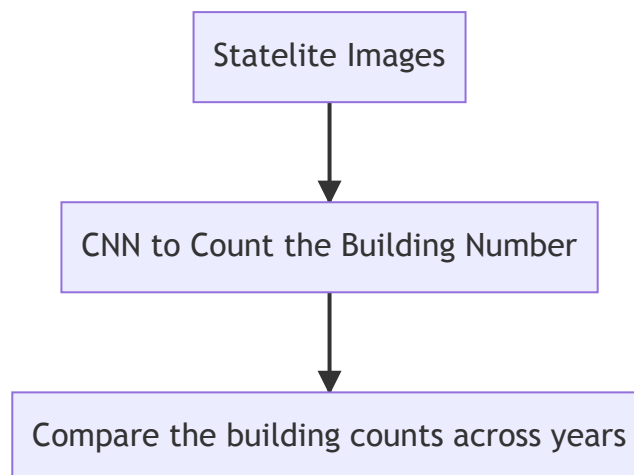 Statelite Images
CNN to Count the Building Number
Compare the building counts across years